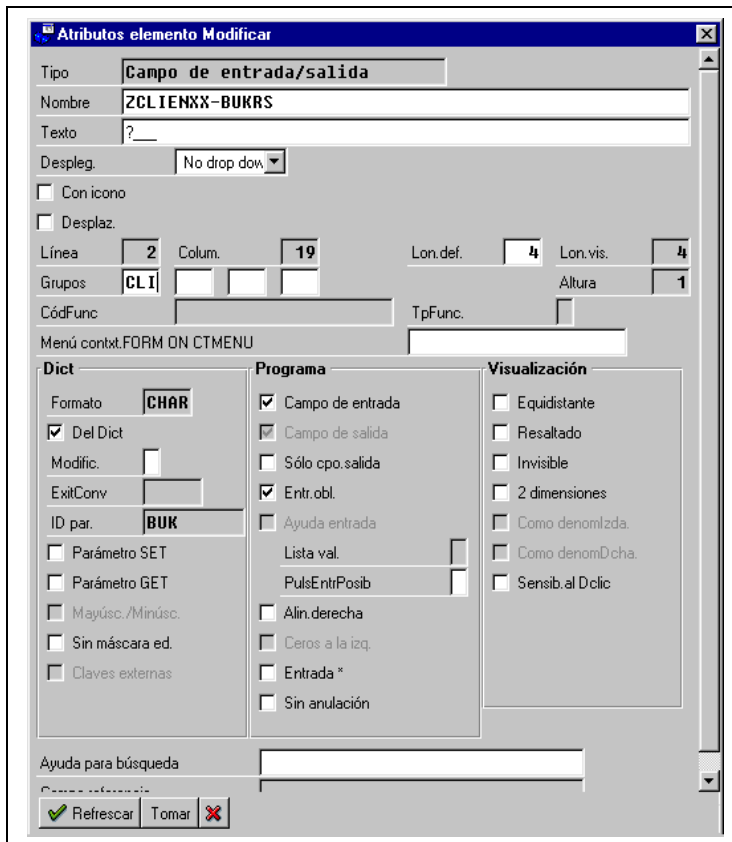 Atributos elemento Modificar
Tipo Campo de entrada/salida
Nombre ZCLIENXX-BUKRS
Texto ?___
Despleg. No drop dow
Con icono
Desplaz.
Línea 2 Colum. 19 Lon.def. 4 Lon.vis. 4
Grupos CLI Altura 1
CódFunc TpFunc.
Menú contxt.FORM ON CTMENU
Dict Programa Visualización
Formato CHAR Campo de entrada Equidistante
Del Dict Campo de salida Resaltado
Modific. Sólo cpo.salida Invisible
ExitConv Entr.obl. 2 dimensiones
ID par. BUK Ayuda entrada Como denomIzda.
Parámetro SET Lista val. Como denomDcha.
Parámetro GET PulsEntrPosib Sensib.al Dclic
Mayúsc./Minúsc. Alin.derecha
Sin máscara ed. Ceros a la izq.
Claves externas Entrada *
Sin anulación
Ayuda para búsqueda
Refrescar Tomar